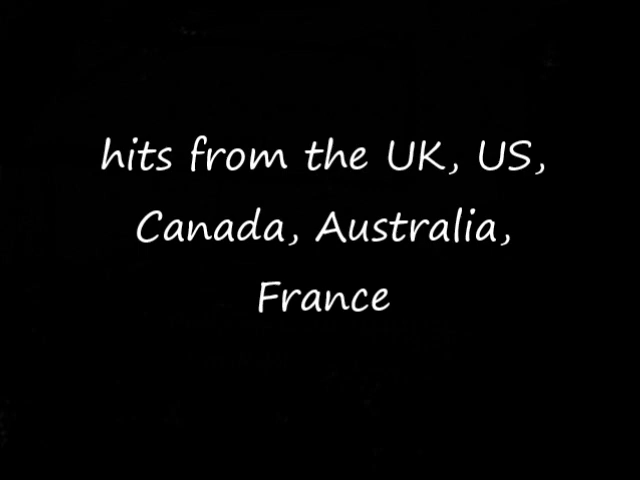 hits from the UK, US,
Canada, Australia,
France